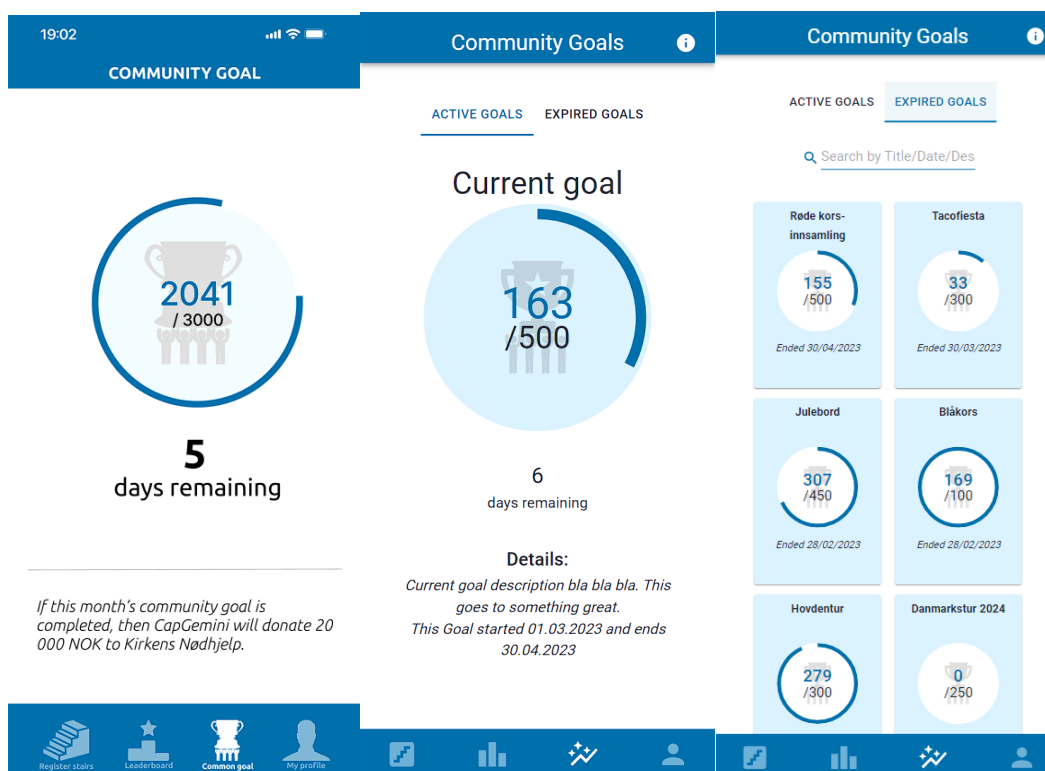 19:02
COMMUNITY GOAL
2041
/ 3000
5
days remaining
If this month's community goal is
completed, then CapGemini will donate 20
000 NOK to Kirkens Nødhjelp.
Register stairs
Leaderboard
Common goal
My profile
Community Goals
ACTIVE GOALS
EXPIRED GOALS
Current goal
163
/500
6
days remaining
Details:
Current goal description bla bla bla. This
goes to something great.
This Goal started 01.03.2023 and ends
30.04.2023
Community Goals
ACTIVE GOALS
EXPIRED GOALS
Search by Title/Date/Des
Røde kors-
innsamling
155
/500
Ended 30/04/2023
Tacofiesta
33
/300
Ended 30/03/2023
Julebord
307
/450
Ended 28/02/2023
Blåkors
169
/100
Ended 28/02/2023
Hovdentur
279
/300
Danmarkstur 2024
0
/250